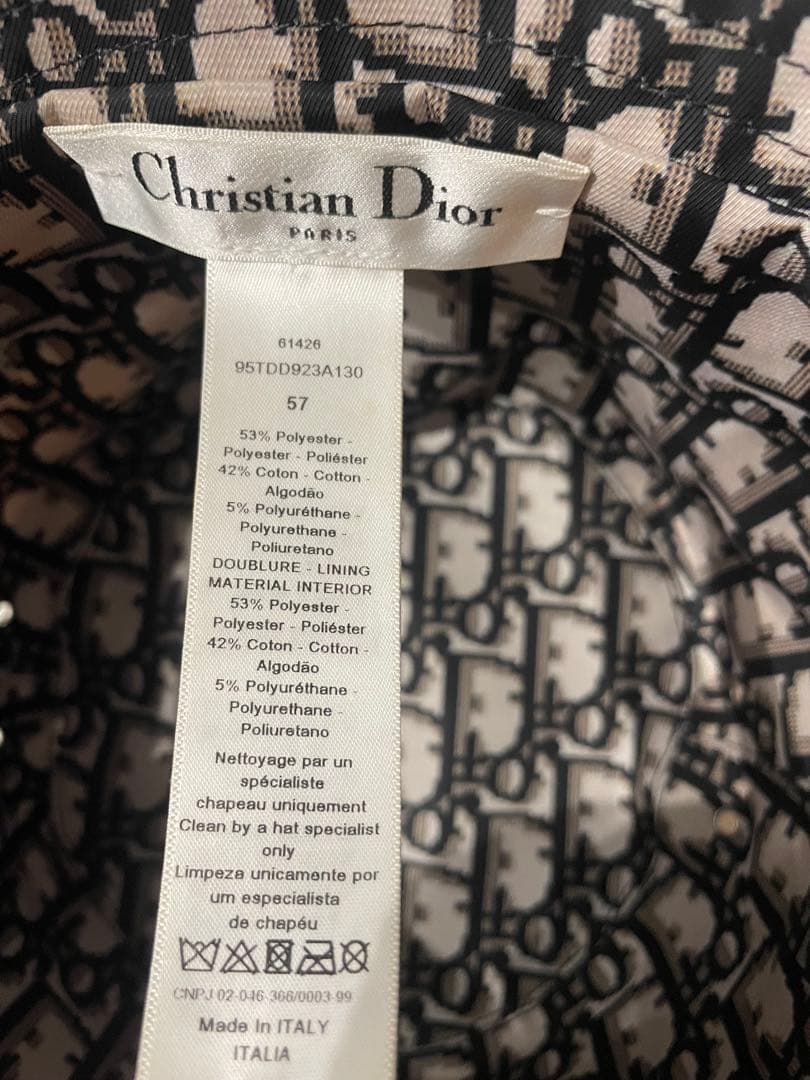 Christian Dior
PARIS
61426
95TDD923A130
57
53% Polyester -
Polyester - Poliéster
42% Coton - Cotton -
Algodão
5% Polyuréthane -
Polyurethane -
Poliuretano
DOUBLURE - LINING
MATERIAL INTERIOR
53% Polyester -
Polyester - Poliéster
42% Coton - Cotton -
Algodão
5% Polyuréthane -
Polyurethane -
Poliuretano
Nettoyage par un
spécialiste
chapeau uniquement
Clean by a hat specialist
only
Limpeza unicamente por
um especialista
de chapéu
CNPJ 02-046-366/0003-99
Made In ITALY
ITALIA